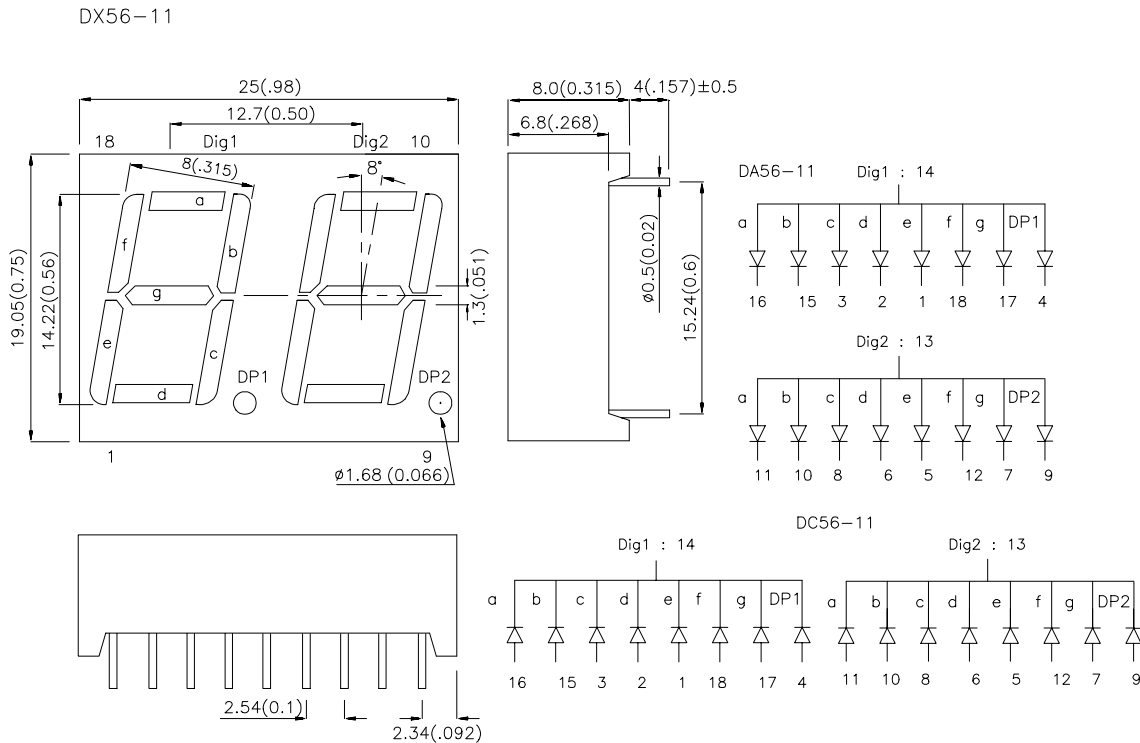 DX56-11
25(.98)
12.7(0.50)
18 Dig1 Dig2 10
8(.315)
8°
a
f
b
g
e
c
d
DP1
DP2
19.05(0.75)
14.22(0.56)
1.3(.051)
1 9
ø1.68 (0.066)
8.0(0.315) 4(.157)±0.5
6.8(.268)
ø0.5(0.02)
15.24(0.6)
DA56-11 Dig1 : 14
a b c d e f g DP1
16 15 3 2 1 18 17 4
Dig2 : 13
a b c d e f g DP2
11 10 8 6 5 12 7 9
2.54(0.1)
2.34(.092)
DC56-11
Dig1 : 14
a b c d e f g DP1
16 15 3 2 1 18 17 4
Dig2 : 13
a b c d e f g DP2
11 10 8 6 5 12 7 9